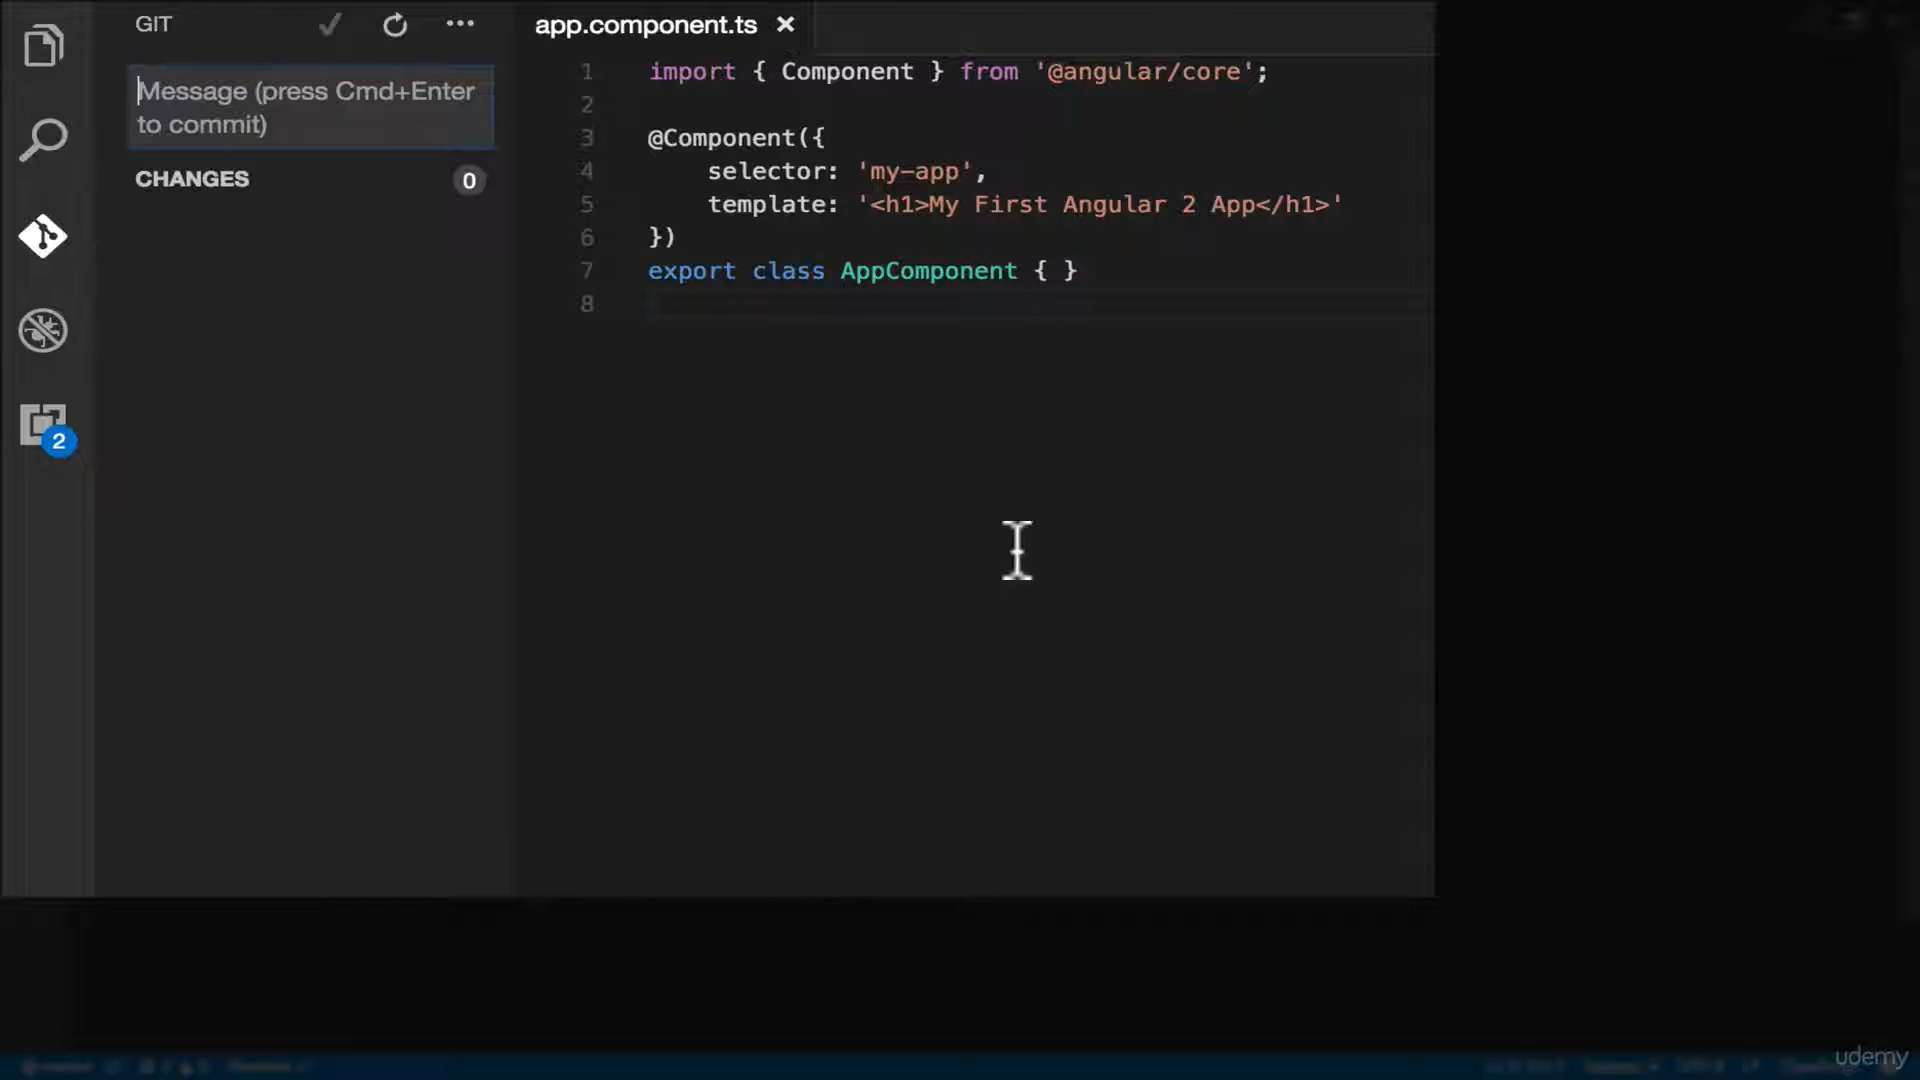 GIT
Message (press Cmd+Enter
to commit)
CHANGES 0
2
app.component.ts
1 import { Component } from '@angular/core';
2
3 @Component({
4     selector: 'my-app',
5     template: '<h1>My First Angular 2 App</h1>'
6 })
7 export class AppComponent { }
8
udemy